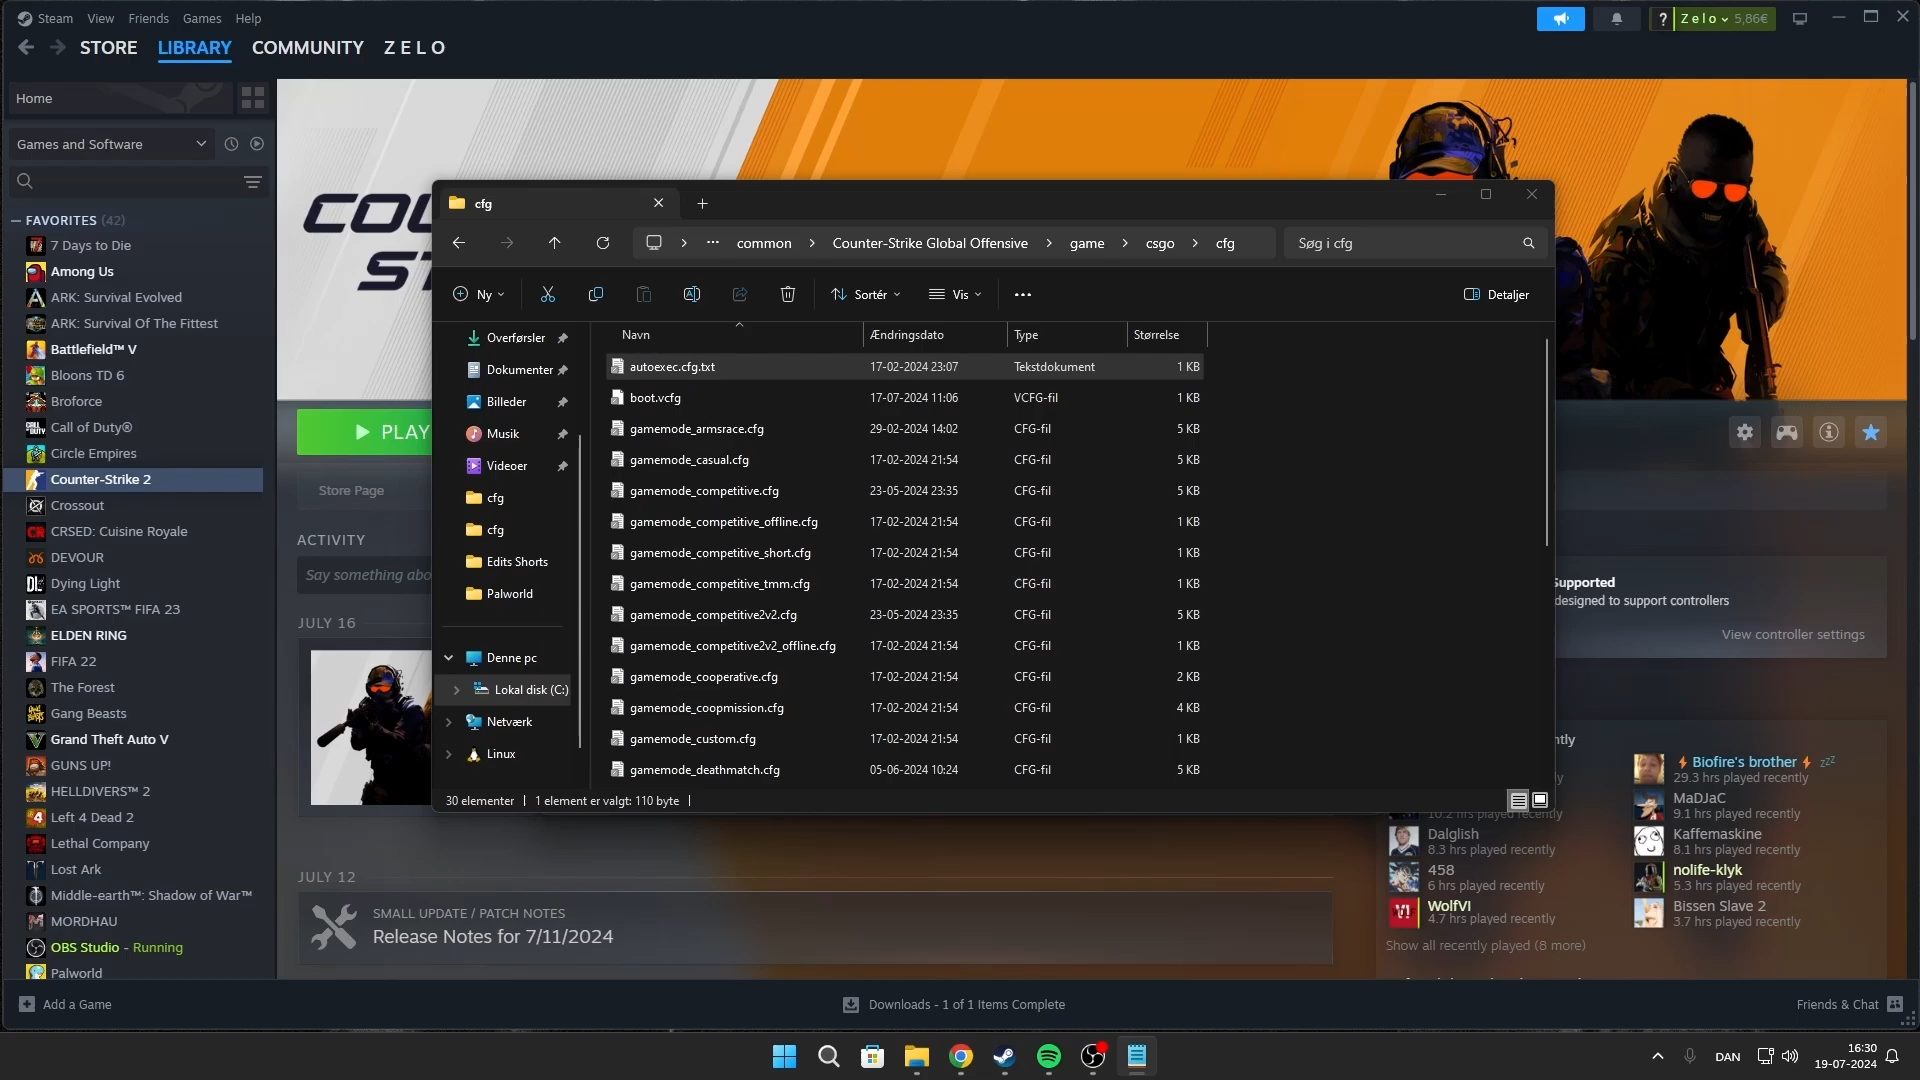 Steam View Friends Games Help
? Zelo 5,86€
STORE LIBRARY COMMUNITY ZELO
Home
Games and Software
FAVORITES (42)
7 Days to Die
Among Us
ARK: Survival Evolved
ARK: Survival Of The Fittest
Battlefield™ V
Bloons TD 6
Broforce
Call of Duty®
Circle Empires
Counter-Strike 2
Crossout
CRSED: Cuisine Royale
DEVOUR
Dying Light
EA SPORTS™ FIFA 23
ELDEN RING
FIFA 22
The Forest
Gang Beasts
Grand Theft Auto V
GUNS UP!
HELLDIVERS™ 2
Left 4 Dead 2
Lethal Company
Lost Ark
Middle-earth™: Shadow of War™
MORDHAU
OBS Studio - Running
Palworld
COU
ST
PLAY
Store Page
ACTIVITY
Say something abo
JULY 16
cfg
common Counter-Strike Global Offensive game csgo cfg
Søg i cfg
Ny Sortér Vis Detaljer
Overførsler
Dokumenter
Billeder
Musik
Videoer
cfg
cfg
Edits Shorts
Palworld
Denne pc
Lokal disk (C:)
Netværk
Linux
Navn Ændringsdato Type Størrelse
autoexec.cfg.txt 17-02-2024 23:07 Tekstdokument 1 KB
boot.vcfg 17-07-2024 11:06 VCFG-fil 1 KB
gamemode_armsrace.cfg 29-02-2024 14:02 CFG-fil 5 KB
gamemode_casual.cfg 17-02-2024 21:54 CFG-fil 5 KB
gamemode_competitive.cfg 23-05-2024 23:35 CFG-fil 5 KB
gamemode_competitive_offline.cfg 17-02-2024 21:54 CFG-fil 1 KB
gamemode_competitive_short.cfg 17-02-2024 21:54 CFG-fil 1 KB
gamemode_competitive_tmm.cfg 17-02-2024 21:54 CFG-fil 1 KB
gamemode_competitive2v2.cfg 23-05-2024 23:35 CFG-fil 5 KB
gamemode_competitive2v2_offline.cfg 17-02-2024 21:54 CFG-fil 1 KB
gamemode_cooperative.cfg 17-02-2024 21:54 CFG-fil 2 KB
gamemode_coopmission.cfg 17-02-2024 21:54 CFG-fil 4 KB
gamemode_custom.cfg 17-02-2024 21:54 CFG-fil 1 KB
gamemode_deathmatch.cfg 05-06-2024 10:24 CFG-fil 5 KB
30 elementer 1 element er valgt: 110 byte
Supported
designed to support controllers
View controller settings
ntly
Biofire's brother zzz
29.3 hrs played recently
10.2 hrs played recently
MaDJaC
9.1 hrs played recently
Dalglish
8.3 hrs played recently
Kaffemaskine
8.1 hrs played recently
458
6 hrs played recently
nolife-klyk
5.3 hrs played recently
WolfVI
4.7 hrs played recently
Bissen Slave 2
3.7 hrs played recently
Show all recently played (8 more)
JULY 12
SMALL UPDATE / PATCH NOTES
Release Notes for 7/11/2024
Add a Game
Downloads - 1 of 1 Items Complete
Friends & Chat
DAN
16:30
19-07-2024